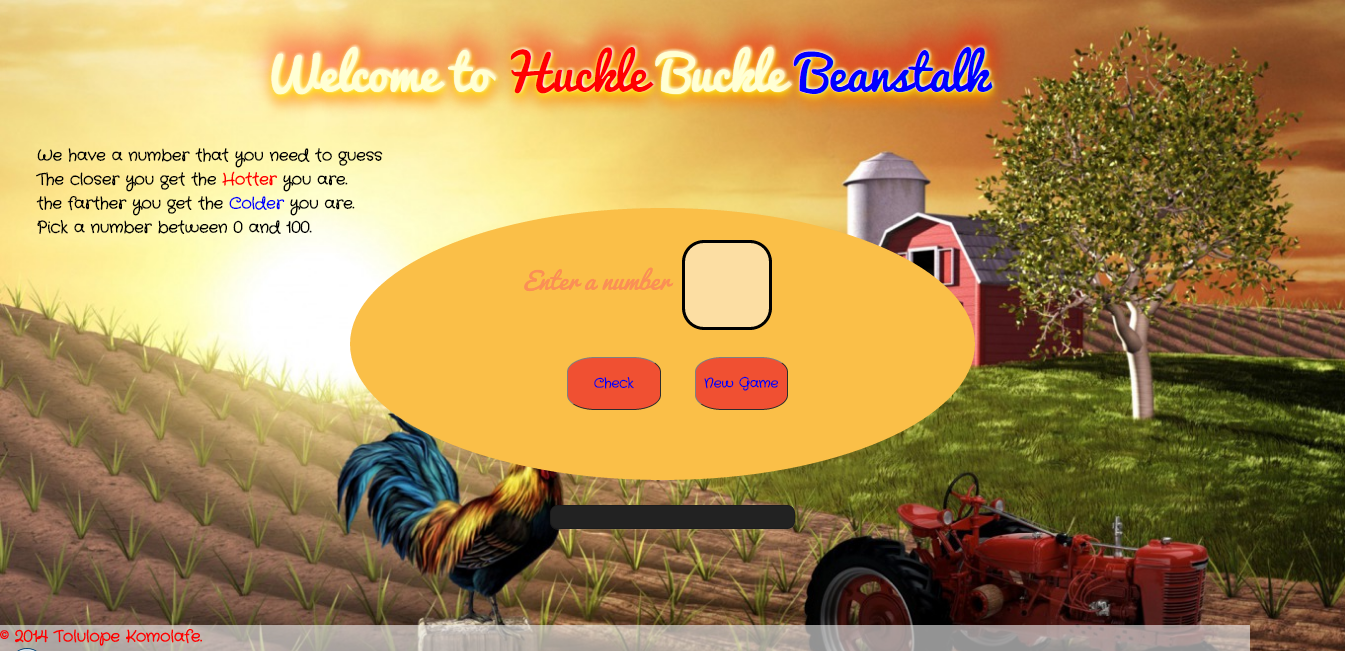 Welcome to Huckle Buckle Beanstalk
We have a number that you need to guess
The closer you get the Hotter you are.
the farther you get the Colder you are.
Pick a number between 0 and 100.
Enter a number
Check New Game
© 2014 Tolulope Komolafe.